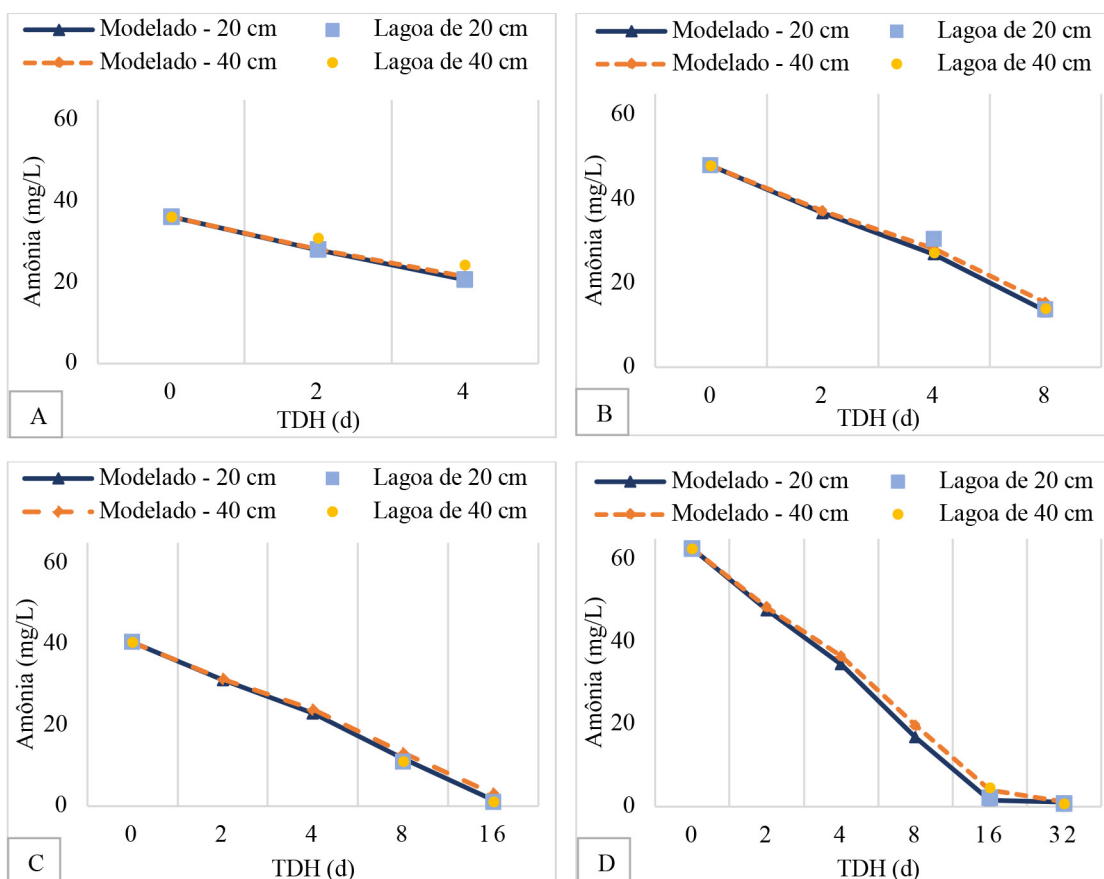 Modelado - 20 cm Lagoa de 20 cm
Modelado - 40 cm Lagoa de 40 cm
60
40
20
0
Amônia (mg/L)
0 2 4
TDH (d)
A
Modelado - 20 cm Lagoa de 20 cm
Modelado - 40 cm Lagoa de 40 cm
60
40
20
0
Amônia (mg/L)
0 2 4 8
TDH (d)
B
Modelado - 20 cm Lagoa de 20 cm
Modelado - 40 cm Lagoa de 40 cm
60
40
20
0
Amônia (mg/L)
0 2 4 8 16
TDH (d)
C
Modelado - 20 cm Lagoa de 20 cm
Modelado - 40 cm Lagoa de 40 cm
60
40
20
0
Amônia (mg/L)
0 2 4 8 16 32
TDH (d)
D